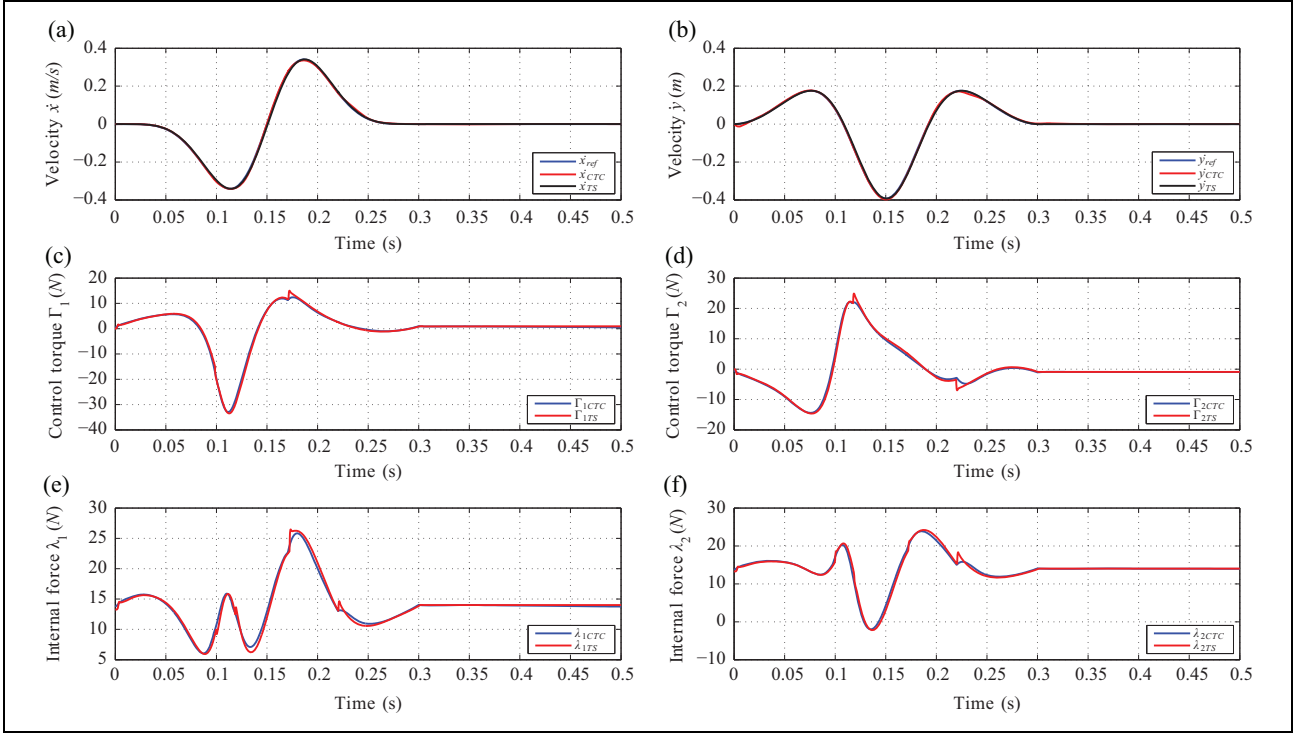 (a)
0.4
0.2
0
−0.2
−0.4
Velocity ẋ (m/s)
ẋref
ẋCTC
ẋTS
0 0.05 0.1 0.15 0.2 0.25 0.3 0.35 0.4 0.45 0.5
Time (s)
(b)
0.4
0.2
0
−0.2
−0.4
Velocity ẏ (m)
ẏref
ẏCTC
ẏTS
0 0.05 0.1 0.15 0.2 0.25 0.3 0.35 0.4 0.45 0.5
Time (s)
(c)
20
10
0
−10
−20
−30
−40
Control torque Γ1 (N)
Γ1CTC
Γ1TS
0 0.05 0.1 0.15 0.2 0.25 0.3 0.35 0.4 0.45 0.5
Time (s)
(d)
30
20
10
0
−10
−20
Control torque Γ2 (N)
Γ2CTC
Γ2TS
0 0.05 0.1 0.15 0.2 0.25 0.3 0.35 0.4 0.45 0.5
Time (s)
(e)
30
25
20
15
10
5
Internal force λ1 (N)
λ1CTC
λ1TS
0 0.05 0.1 0.15 0.2 0.25 0.3 0.35 0.4 0.45 0.5
Time (s)
(f)
30
20
10
0
−10
Internal force λ2 (N)
λ2CTC
λ2TS
0 0.05 0.1 0.15 0.2 0.25 0.3 0.35 0.4 0.45 0.5
Time (s)